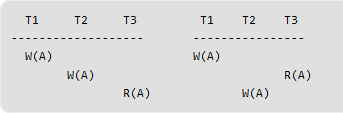 T1 T2 T3 T1 T2 T3
------------------- ----------------
W(A) W(A)
W(A) R(A)
R(A) W(A)